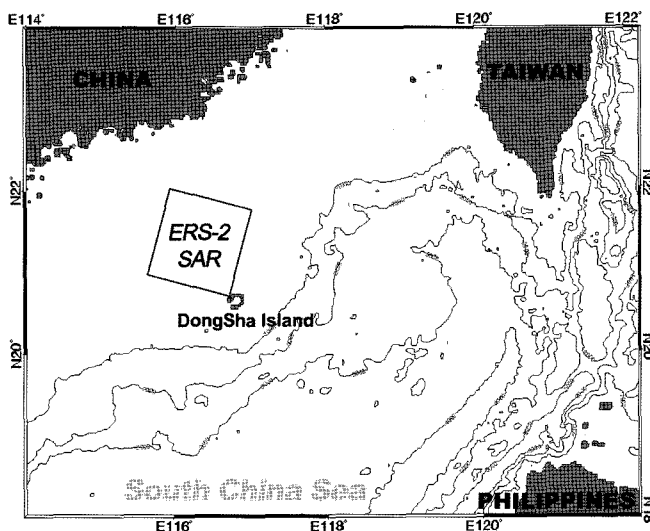 E114° E116° E118° E120° E122°
CHINA
TAIWAN
N22° N22°
ERS-2
SAR
DongSha Island
N20° N20°
South China Sea
PHILIPPINES
N18
E116° E118° E120°